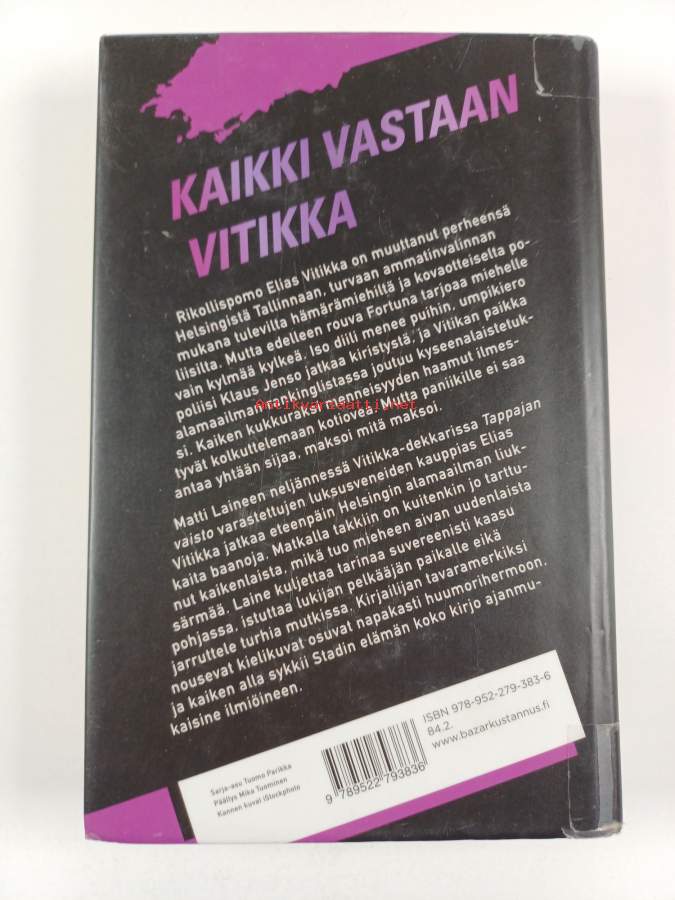 KAIKKI VASTAAN
VITIKKA
Rikollispomo Elias Vitikka on muuttanut perheensä
Helsingistä Tallinnaan, turvaan ammatinvalinnan
mukana tulevilta hämärämiehiltä ja kovaotteiselta po-
liisilta. Mutta edelleen rouva Fortuna tarjoaa miehelle
vain kylmää kylkeä. Iso diili menee puihin, umpikiero
poliisi Klaus Jenso jatkaa kiristystä, ja Vitikan paikka
alamaailman rankinglistassa joutuu kyseenalaistetuk-
si. Kaiken kukkuraksi menneisyyden haamut ilmes-
tyvät kolkuttelemaan kotiovea. Mutta paniikille ei saa
antaa yhtään sijaa, maksoi mitä maksoi.
Antikvariaatti.net
Matti Laineen neljännessä Vitikka-dekkarissa Tappajan
vaisto varastettujen luksusveneiden kauppias Elias
Vitikka jatkaa eteenpäin Helsingin alamaailman liuk-
kaita baanoja. Matkalla lakkiin on kuitenkin jo tarttu-
nut kaikenlaista, mikä tuo mieheen aivan uudenlaista
särmää. Laine kuljettaa tarinaa suvereenisti kaasu
pohjassa, istuttaa lukijan pelkääjän paikalle eikä
jarruttele turhia mutkissa. Kirjailijan tavaramerkiksi
nousevat kielikuvat osuvat napakasti huumorihermoon,
ja kaiken alla sykkii Stadin elämän koko kirjo ajanmu-
kaisine ilmiöineen.
Sarja-asu Tuomo Parikka
Päällys Mika Tuominen
Kannen kuvat iStockphoto
9 789522 793836
ISBN 978-952-279-383-6
84.2.
www.bazarkustannus.fi